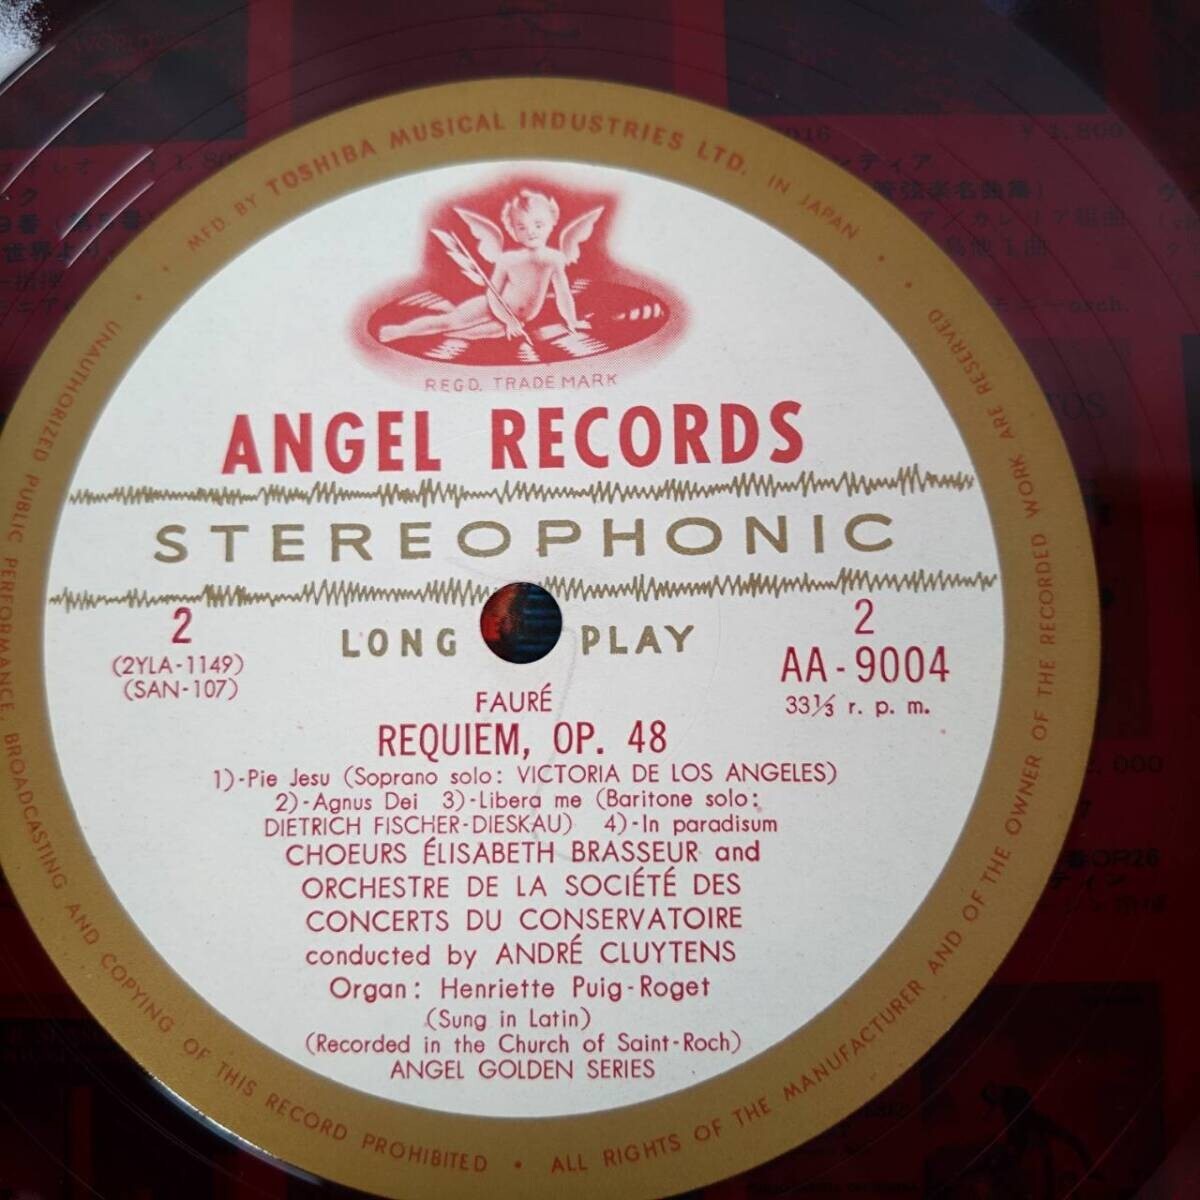 MFD. BY TOSHIBA MUSICAL INDUSTRIES LTD. IN JAPAN
REGD. TRADE MARK
ANGEL RECORDS
STEREOPHONIC
LONG PLAY
2
(2YLA-1149)
(SAN-107)
2
AA-9004
33⅓ r. p. m.
FAURÉ
REQUIEM, OP. 48
1)-Pie Jesu (Soprano solo: VICTORIA DE LOS ANGELES)
2)-Agnus Dei 3)-Libera me (Baritone solo:
DIETRICH FISCHER-DIESKAU) 4)-In paradisum
CHOEURS ÉLISABETH BRASSEUR and
ORCHESTRE DE LA SOCIÉTÉ DES
CONCERTS DU CONSERVATOIRE
conducted by ANDRÉ CLUYTENS
Organ: Henriette Puig-Roget
(Sung in Latin)
(Recorded in the Church of Saint-Roch)
ANGEL GOLDEN SERIES
UNAUTHORIZED PUBLIC PERFORMANCE, BROADCASTING AND COPYING OF THIS RECORD PROHIBITED • ALL RIGHTS OF THE MANUFACTURER AND OF THE OWNER OF THE RECORDED WORK ARE RESERVED
¥ 1,800